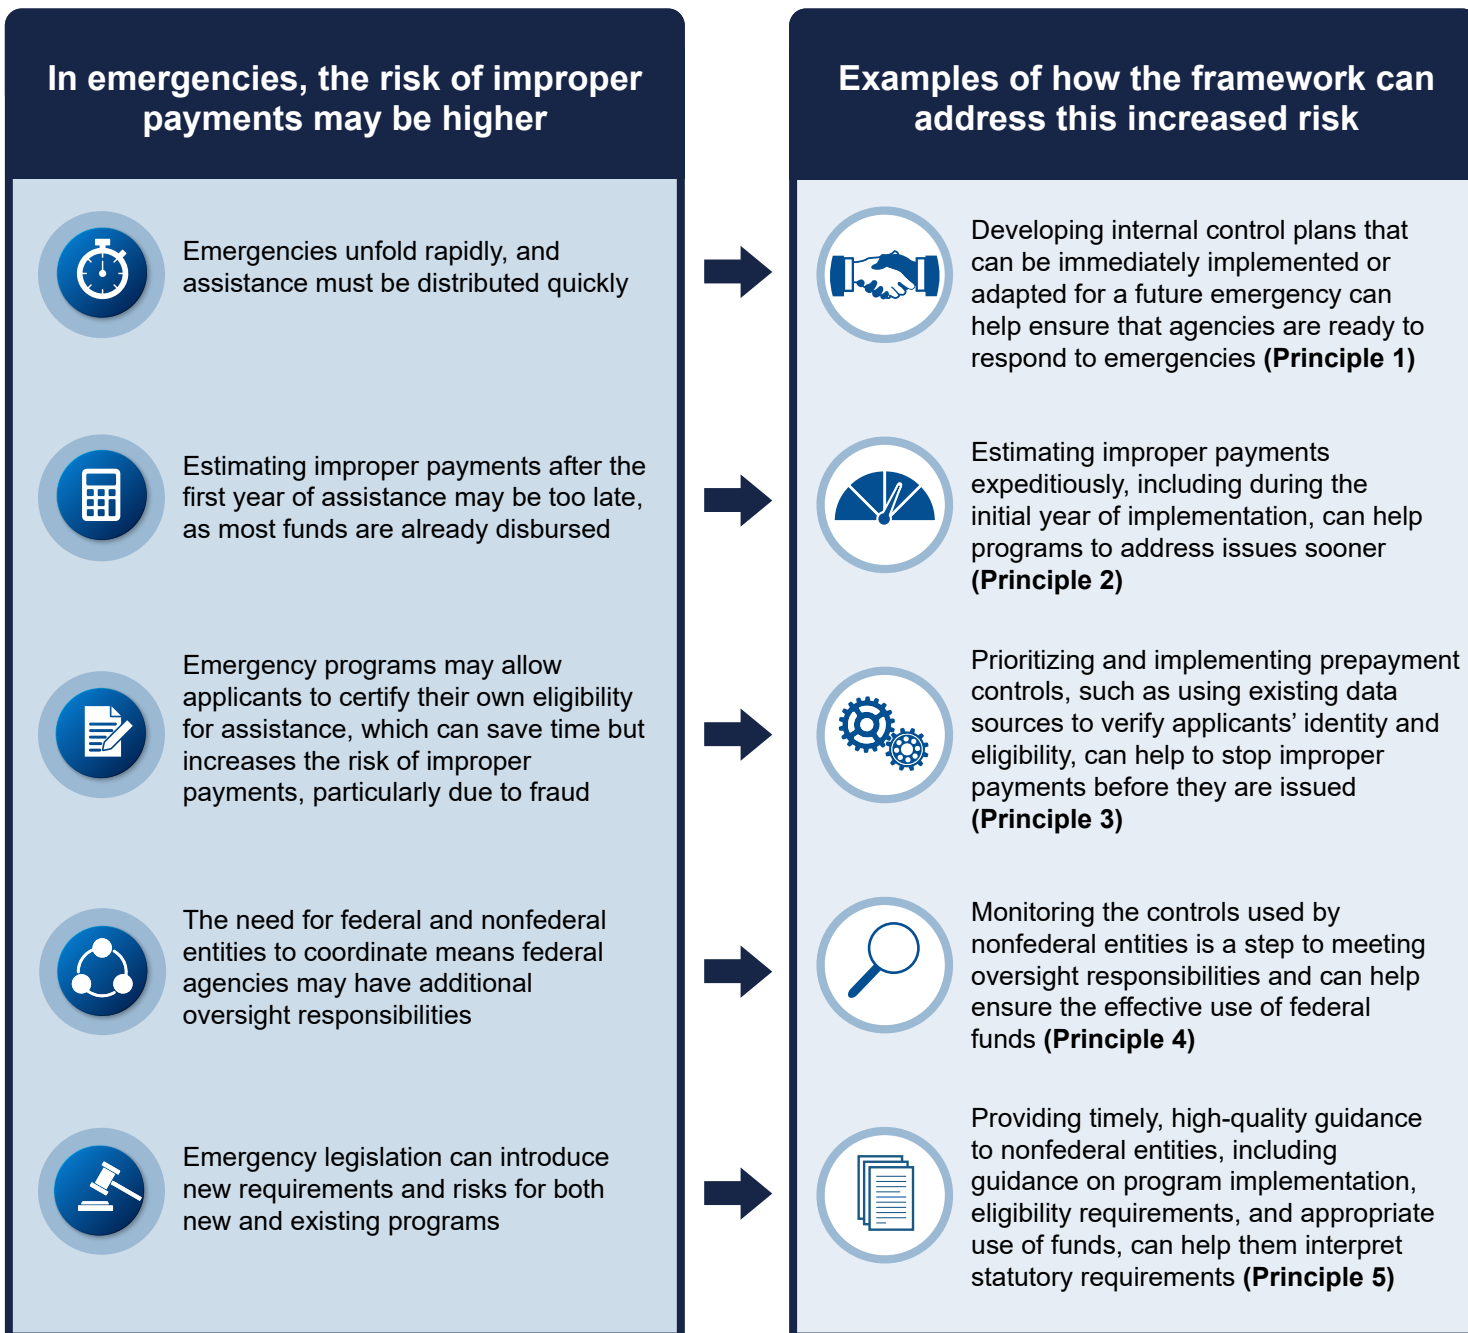 In emergencies, the risk of improper
payments may be higher
Examples of how the framework can
address this increased risk
Emergencies unfold rapidly, and
assistance must be distributed quickly
Developing internal control plans that
can be immediately implemented or
adapted for a future emergency can
help ensure that agencies are ready to
respond to emergencies (Principle 1)
Estimating improper payments after the
first year of assistance may be too late,
as most funds are already disbursed
Estimating improper payments
expeditiously, including during the
initial year of implementation, can help
programs to address issues sooner
(Principle 2)
Emergency programs may allow
applicants to certify their own eligibility
for assistance, which can save time but
increases the risk of improper
payments, particularly due to fraud
Prioritizing and implementing prepayment
controls, such as using existing data
sources to verify applicants’ identity and
eligibility, can help to stop improper
payments before they are issued
(Principle 3)
The need for federal and nonfederal
entities to coordinate means federal
agencies may have additional
oversight responsibilities
Monitoring the controls used by
nonfederal entities is a step to meeting
oversight responsibilities and can help
ensure the effective use of federal
funds (Principle 4)
Emergency legislation can introduce
new requirements and risks for both
new and existing programs
Providing timely, high-quality guidance
to nonfederal entities, including
guidance on program implementation,
eligibility requirements, and appropriate
use of funds, can help them interpret
statutory requirements (Principle 5)